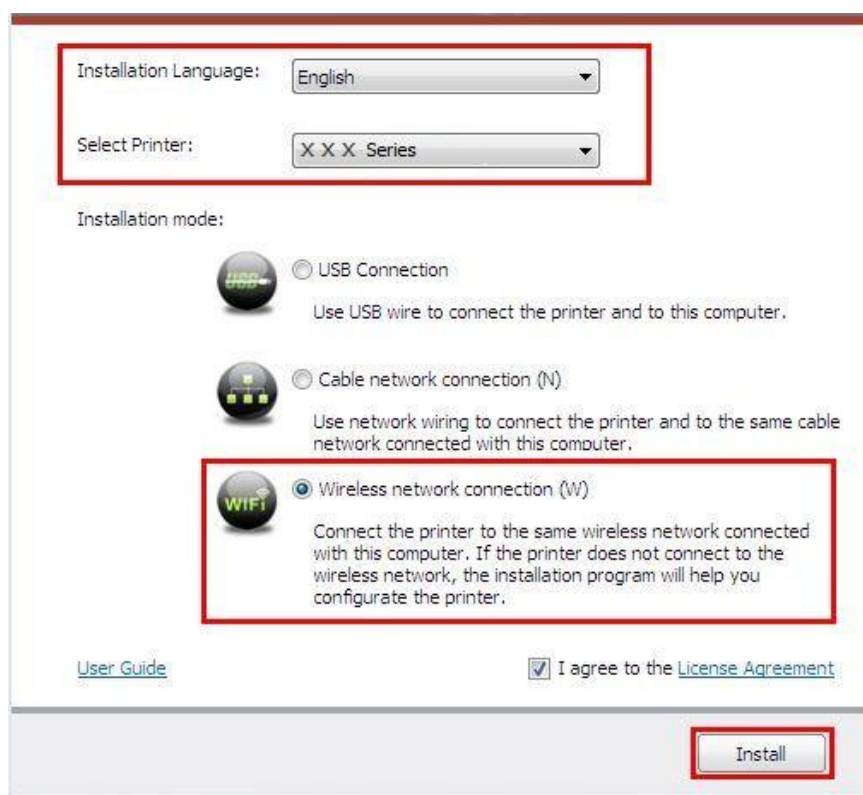 Installation Language: English
Select Printer: X X X Series
Installation mode:
USB
USB Connection
Use USB wire to connect the printer and to this computer.
Cable network connection (N)
Use network wiring to connect the printer and to the same cable
network connected with this computer.
WIFI
Wireless network connection (W)
Connect the printer to the same wireless network connected
with this computer. If the printer does not connect to the
wireless network, the installation program will help you
configurate the printer.
User Guide I agree to the License Agreement
Install